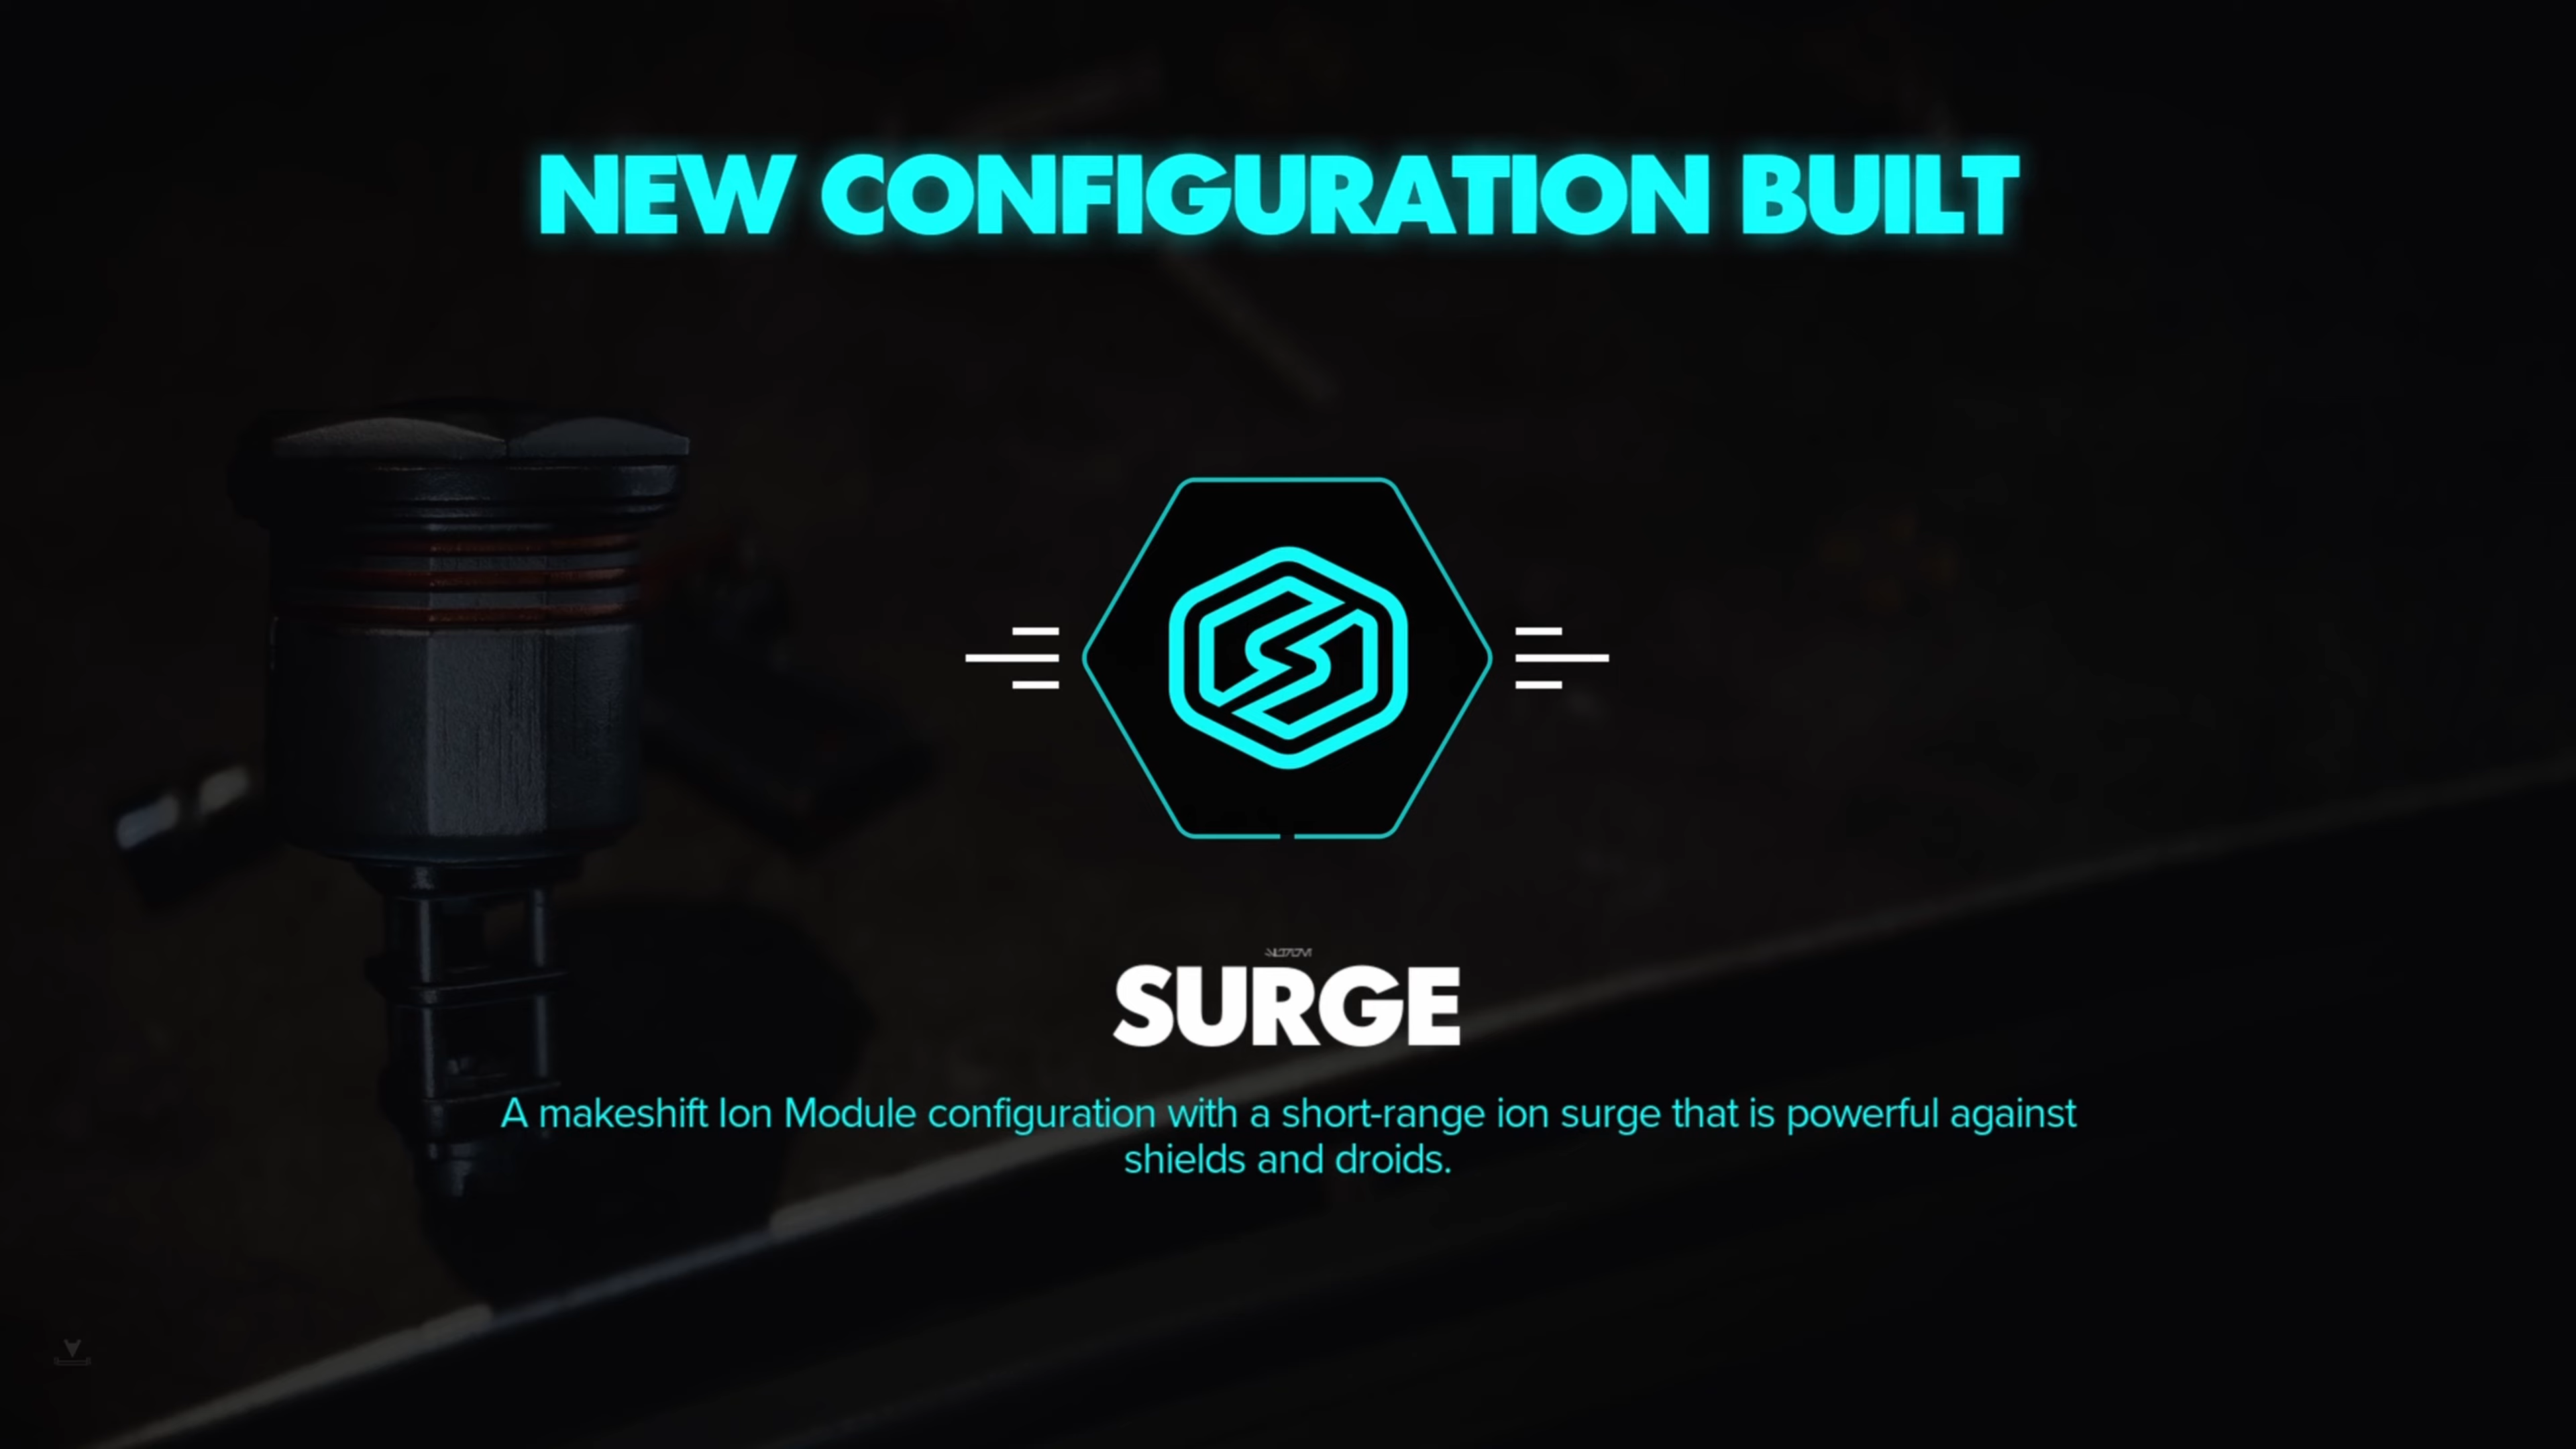 NEW CONFIGURATION BUILT
SURGE
A makeshift Ion Module configuration with a short-range ion surge that is powerful against
shields and droids.